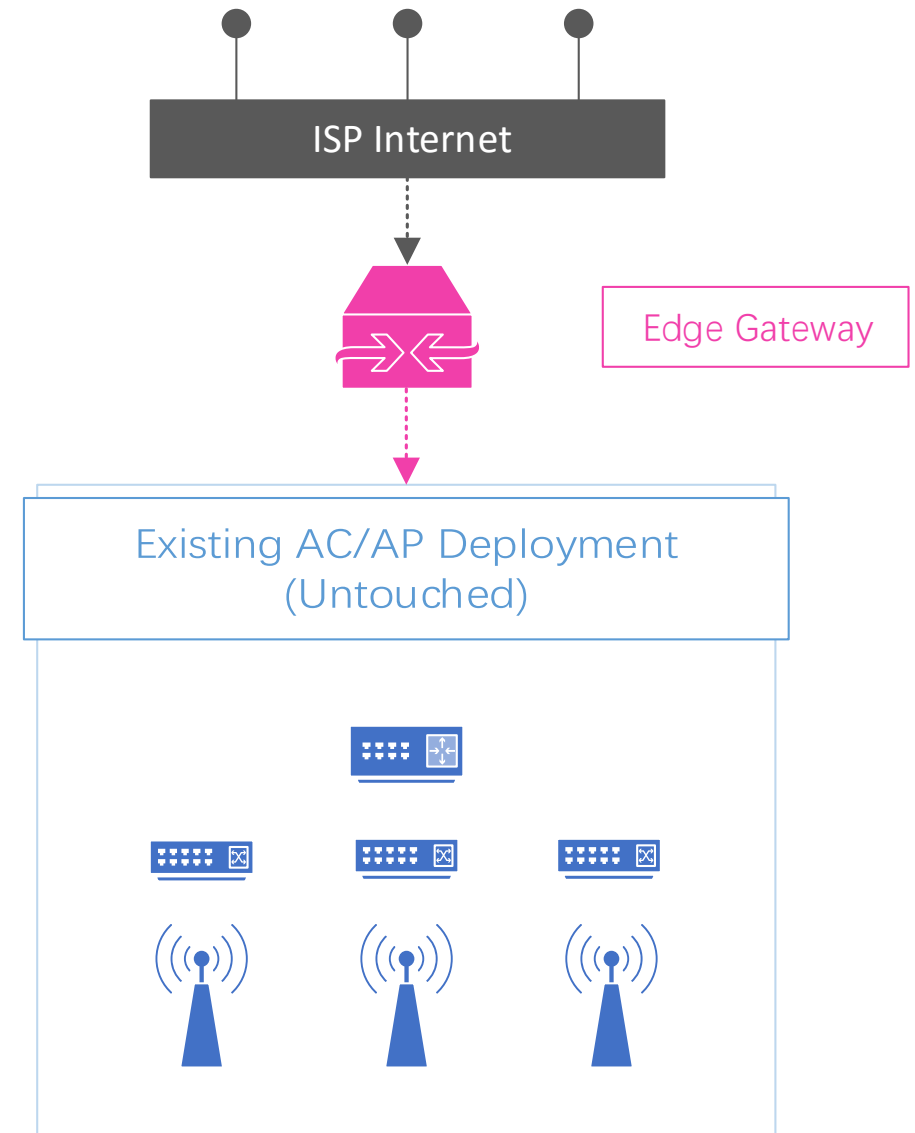 ISP Internet
Edge Gateway
Existing AC/AP Deployment
(Untouched)